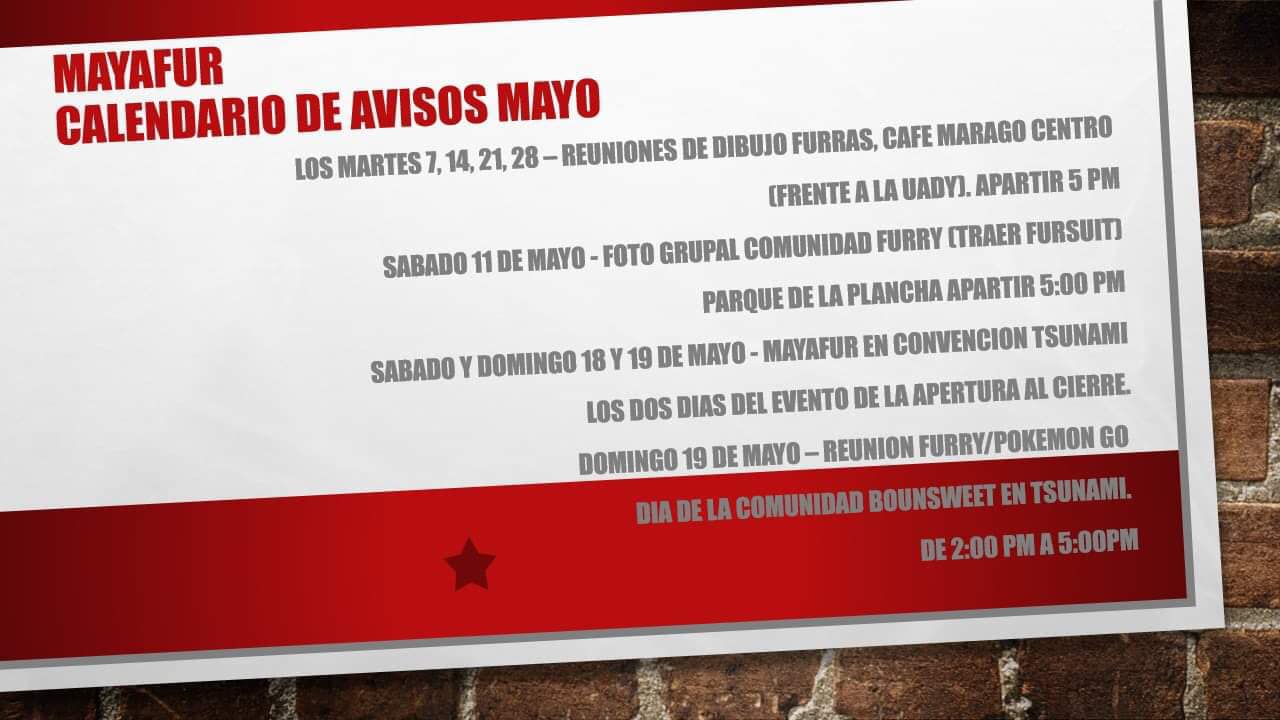 MAYAFUR
CALENDARIO DE AVISOS MAYO
LOS MARTES 7, 14, 21, 28 – REUNIONES DE DIBUJO FURRAS, CAFE MARAGO CENTRO
(FRENTE A LA UADY). APARTIR 5 PM
SABADO 11 DE MAYO - FOTO GRUPAL COMUNIDAD FURRY (TRAER FURSUIT)
PARQUE DE LA PLANCHA APARTIR 5:00 PM
SABADO Y DOMINGO 18 Y 19 DE MAYO - MAYAFUR EN CONVENCION TSUNAMI
LOS DOS DIAS DEL EVENTO DE LA APERTURA AL CIERRE.
DOMINGO 19 DE MAYO – REUNION FURRY/POKEMON GO
DIA DE LA COMUNIDAD BOUNSWEET EN TSUNAMI.
DE 2:00 PM A 5:00PM